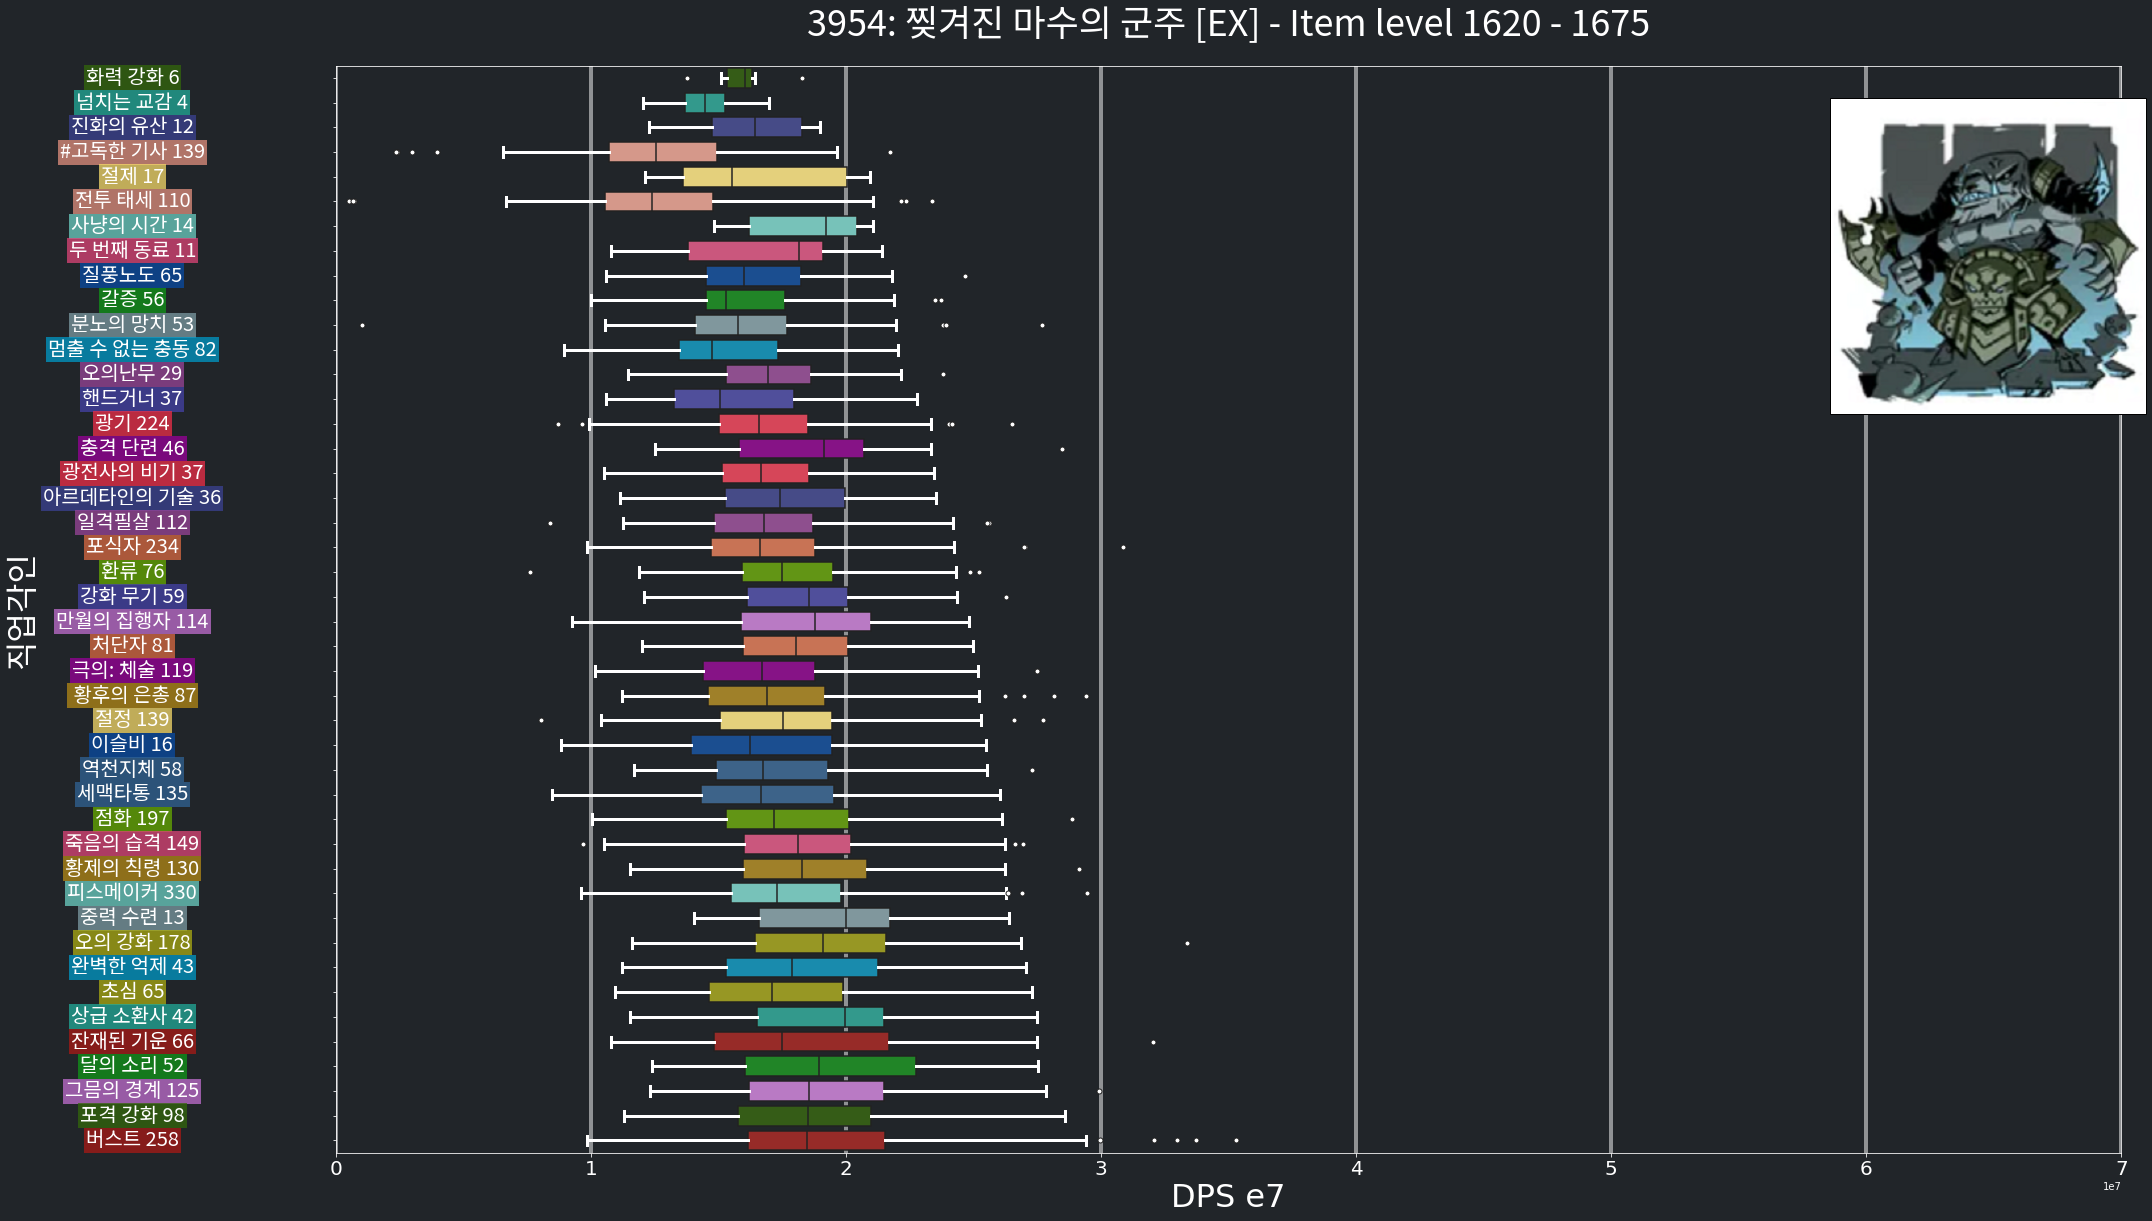 3954: 찢겨진 마수의 군주 [EX] - Item level 1620 - 1675
화력 강화 6
넘치는 교감 4
진화의 유산 12
#고독한 기사 139
절제 17
전투 태세 110
사냥의 시간 14
두 번째 동료 11
질풍노도 65
갈증 56
분노의 망치 53
멈출 수 없는 충동 82
오의난무 29
핸드거너 37
광기 224
충격 단련 46
광전사의 비기 37
아르데타인의 기술 36
일격필살 112
포식자 234
환류 76
강화 무기 59
만월의 집행자 114
처단자 81
극의: 체술 119
황후의 은총 87
절정 139
이슬비 16
역천지체 58
세맥타통 135
점화 197
죽음의 습격 149
황제의 칙령 130
피스메이커 330
중력 수련 13
오의 강화 178
완벽한 억제 43
초심 65
상급 소환사 42
잔재된 기운 66
달의 소리 52
그믐의 경계 125
포격 강화 98
버스트 258
직업각인
0 1 2 3 4 5 6 7
1e7
DPS e7